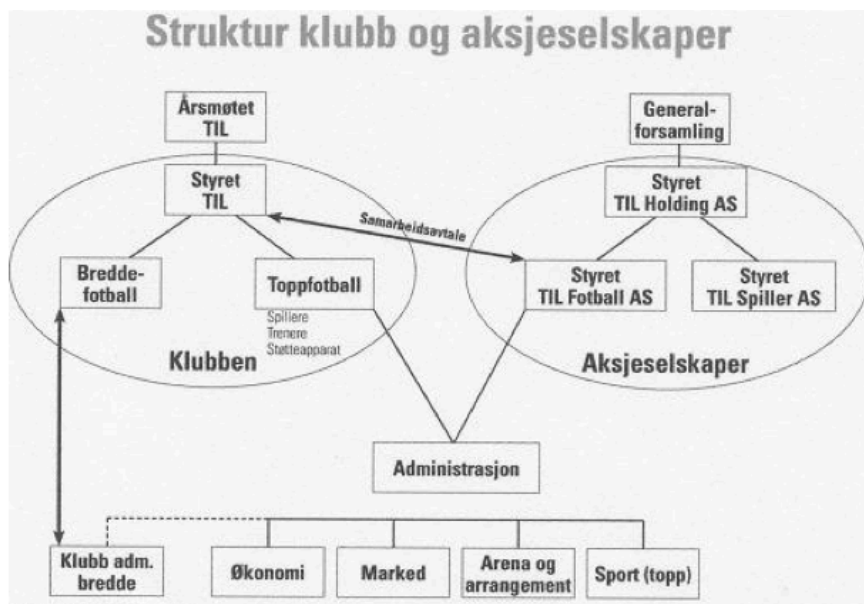 Struktur klubb og aksjeselskaper
Årsmøtet
TIL
General-
forsamling
Styret
TIL
Styret
TIL Holding AS
Samarbeidsavtale
Bredde-
fotball
Toppfotball
Spillere
Trenere
Støtteapparat
Styret
TIL Fotball AS
Styret
TIL Spiller AS
Klubben
Aksjeselskaper
Administrasjon
Klubb adm.
bredde
Økonomi
Marked
Arena og
arrangement
Sport (topp)